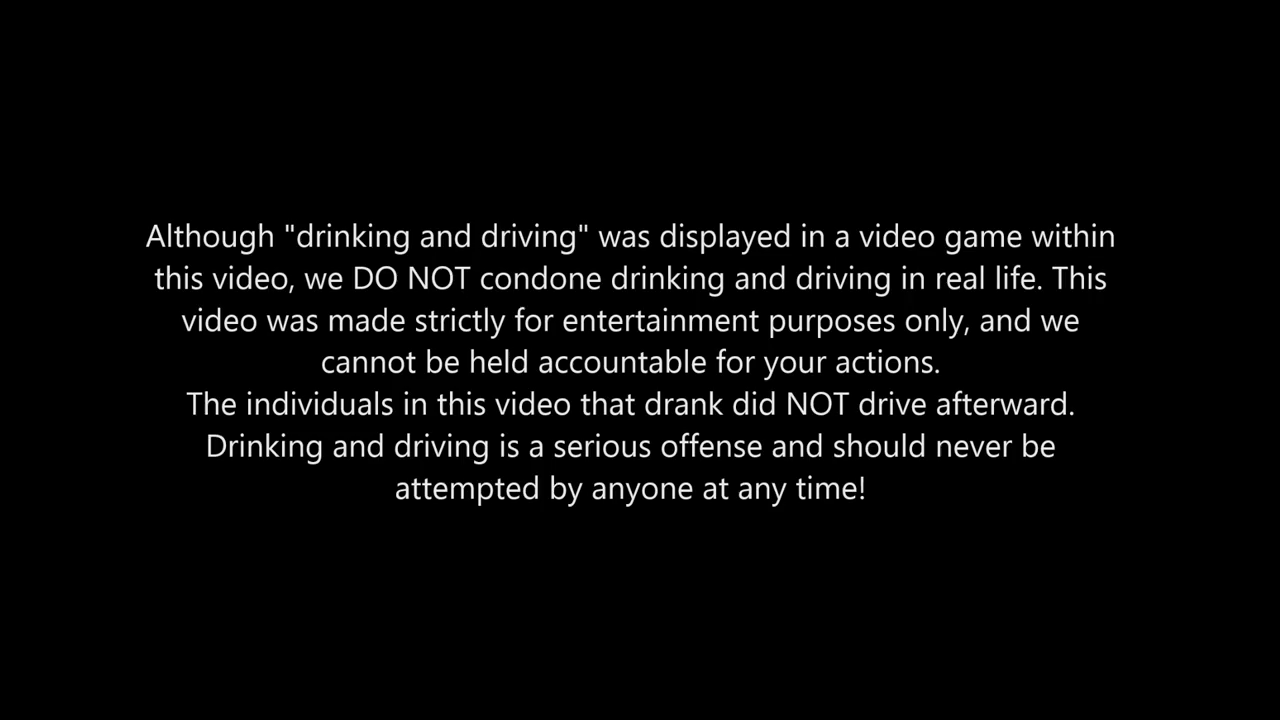 Although "drinking and driving" was displayed in a video game within
this video, we DO NOT condone drinking and driving in real life. This
video was made strictly for entertainment purposes only, and we
cannot be held accountable for your actions.
The individuals in this video that drank did NOT drive afterward.
Drinking and driving is a serious offense and should never be
attempted by anyone at any time!